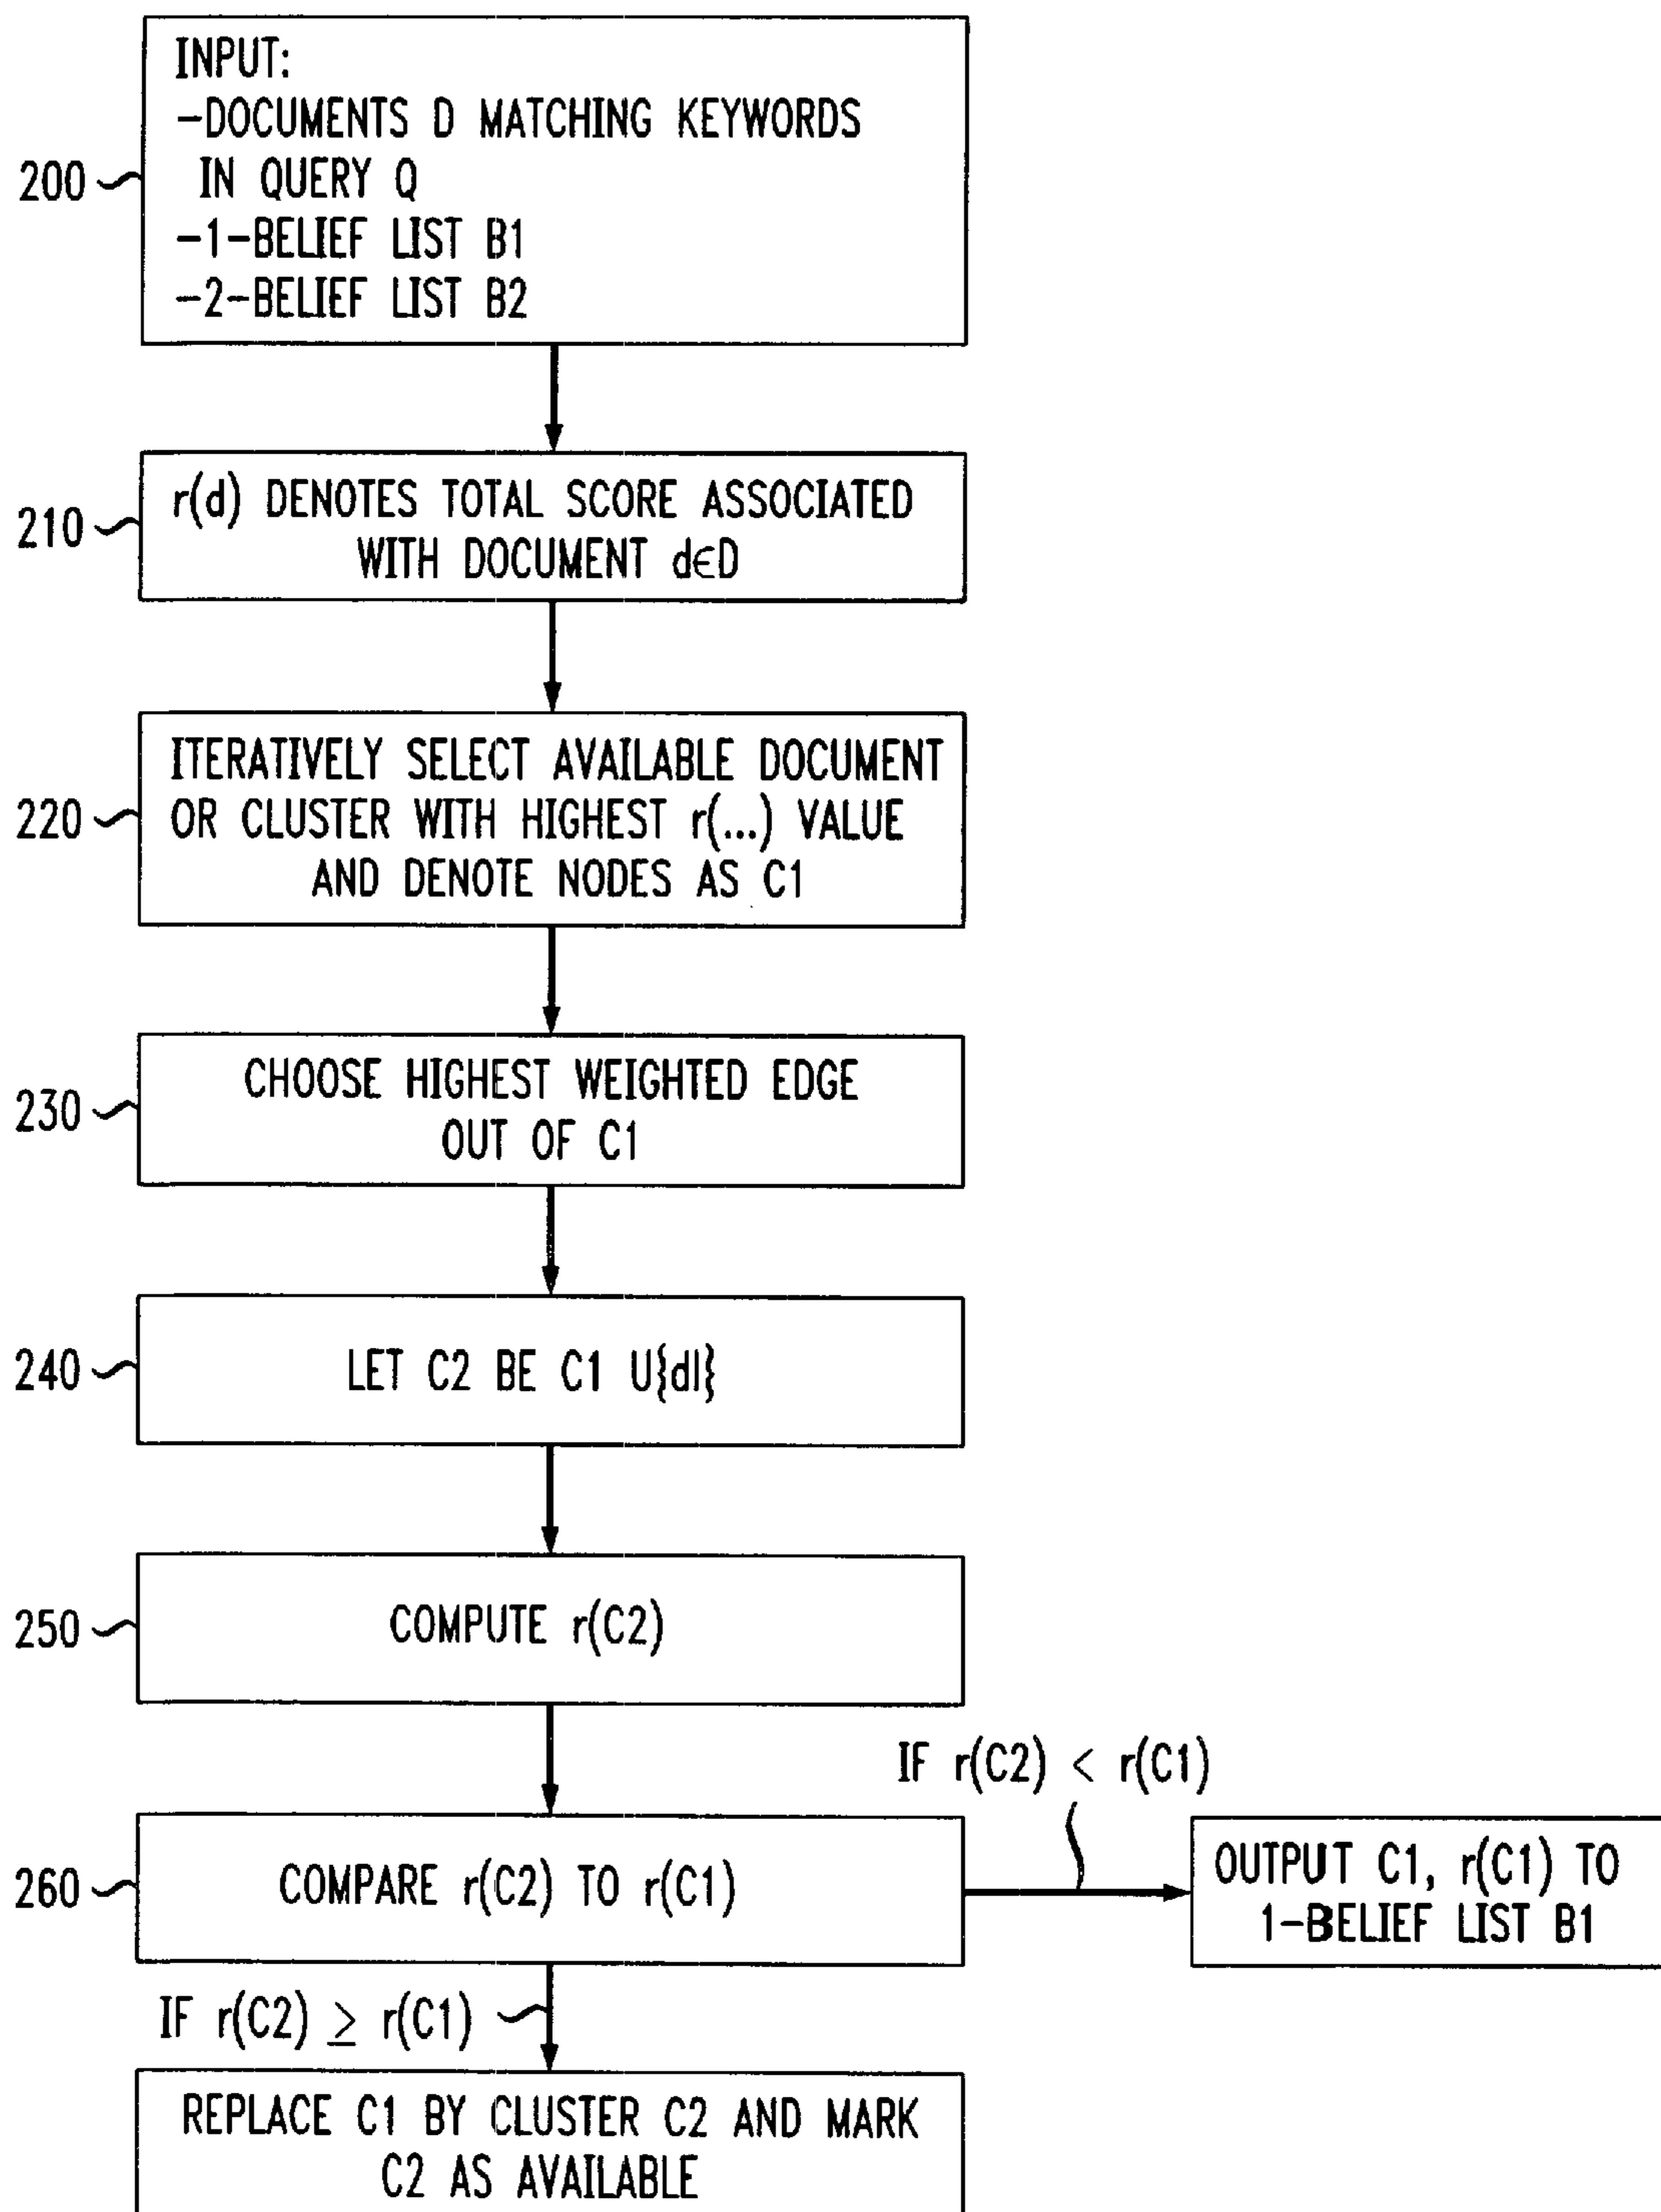 INPUT:
-DOCUMENTS D MATCHING KEYWORDS
IN QUERY Q
-1-BELIEF LIST B1
-2-BELIEF LIST B2
200
r(d) DENOTES TOTAL SCORE ASSOCIATED
WITH DOCUMENT d∈D
210
ITERATIVELY SELECT AVAILABLE DOCUMENT
OR CLUSTER WITH HIGHEST r(...) VALUE
AND DENOTE NODES AS C1
220
CHOOSE HIGHEST WEIGHTED EDGE
OUT OF C1
230
LET C2 BE C1 U{dl}
240
COMPUTE r(C2)
250
IF r(C2) < r(C1)
COMPARE r(C2) TO r(C1)
260
OUTPUT C1, r(C1) TO
1-BELIEF LIST B1
IF r(C2) ≥ r(C1)
REPLACE C1 BY CLUSTER C2 AND MARK
C2 AS AVAILABLE